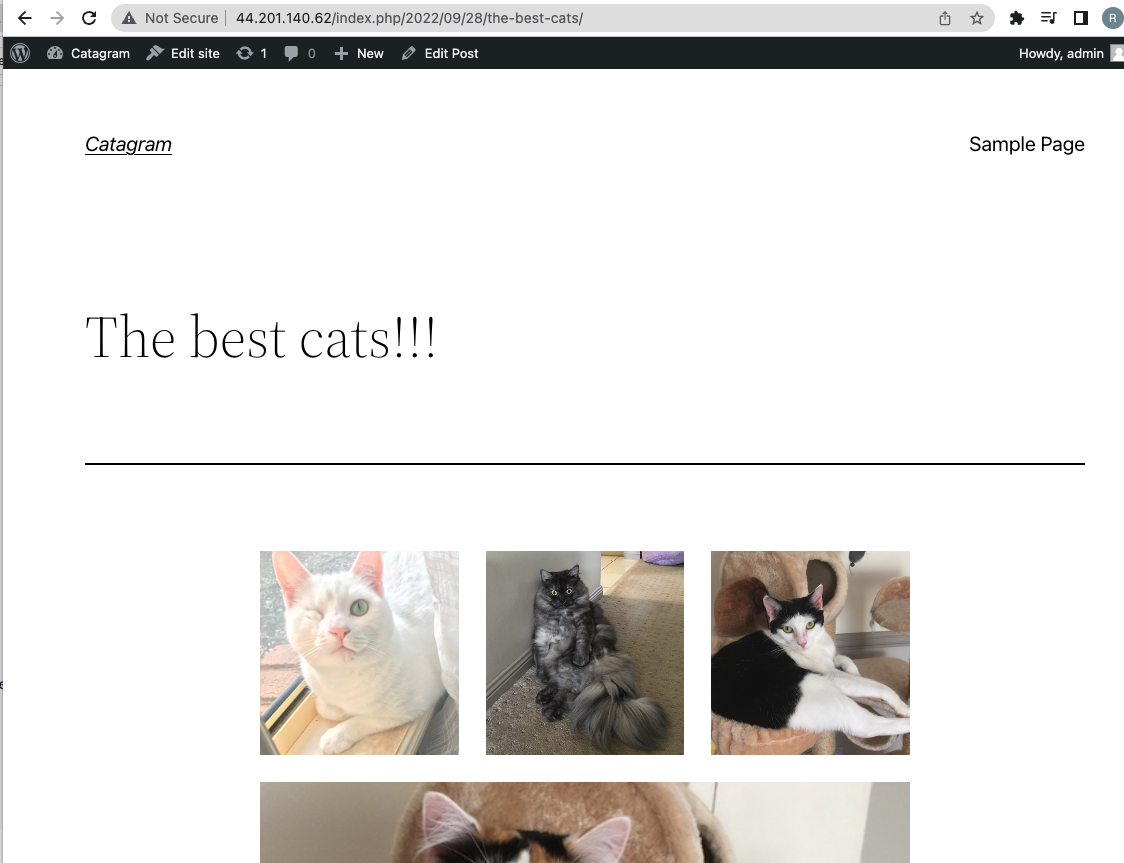 Not Secure 44.201.140.62/index.php/2022/09/28/the-best-cats/ R
Catagram Edit site 1 0 New Edit Post Howdy, admin
Catagram Sample Page
The best cats!!!